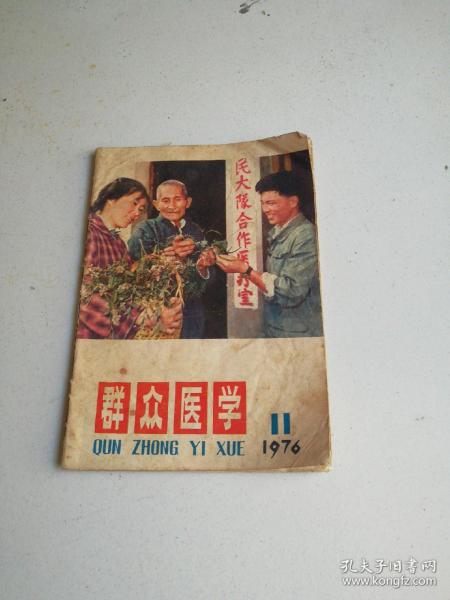 民大队合作医疗室
群众医学
QUN ZHONG YI XUE
11
1976
孔夫子旧书网
www.kongfz.com